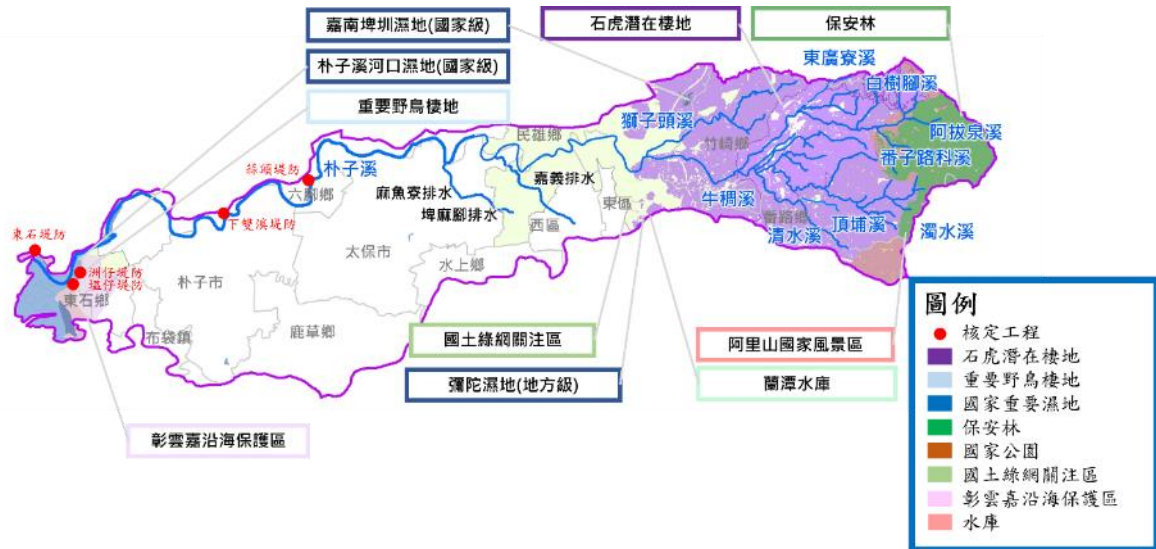 嘉南埤圳濕地(國家級)
石虎潛在棲地
保安林
朴子溪河口濕地(國家級)
重要野鳥棲地
東廣寮溪
白樹腳溪
獅子頭溪
竹崎鄉
阿拔泉溪
番子路科溪
民雄鄉
朴子溪
蒜頭堤防
六腳鄉
麻魚寮排水
嘉義排水
埤麻腳排水
東區
西區
牛稠溪
番路鄉
頂埔溪
清水溪
濁水溪
下雙溪堤防
東石堤防
洲仔堤防
塭仔堤防
東石鄉
朴子市
太保市
水上鄉
布袋鎮
鹿草鄉
國土綠網關注區
阿里山國家風景區
彌陀濕地(地方級)
蘭潭水庫
彰雲嘉沿海保護區
圖例
核定工程
石虎潛在棲地
重要野鳥棲地
國家重要濕地
保安林
國家公園
國土綠網關注區
彰雲嘉沿海保護區
水庫